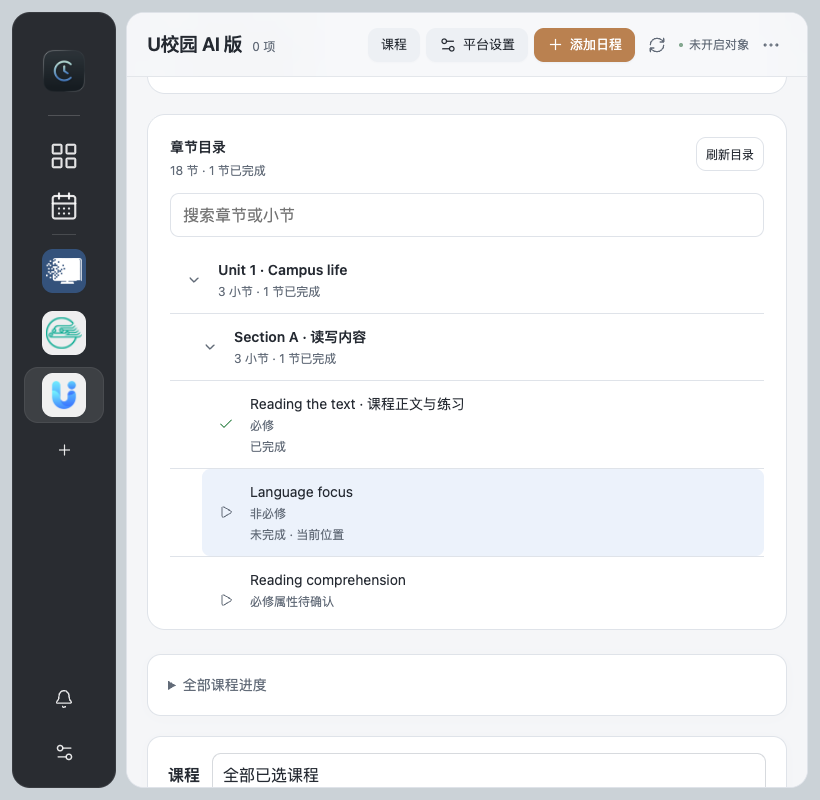 U校园 AI 版 0 项 课程 平台设置 添加日程 未开启对象
章节目录
18 节 · 1 节已完成
刷新目录
搜索章节或小节
Unit 1 · Campus life
3 小节 · 1 节已完成
Section A · 读写内容
3 小节 · 1 节已完成
Reading the text · 课程正文与练习
必修
已完成
Language focus
非必修
未完成 · 当前位置
Reading comprehension
必修属性待确认
全部课程进度
课程 全部已选课程